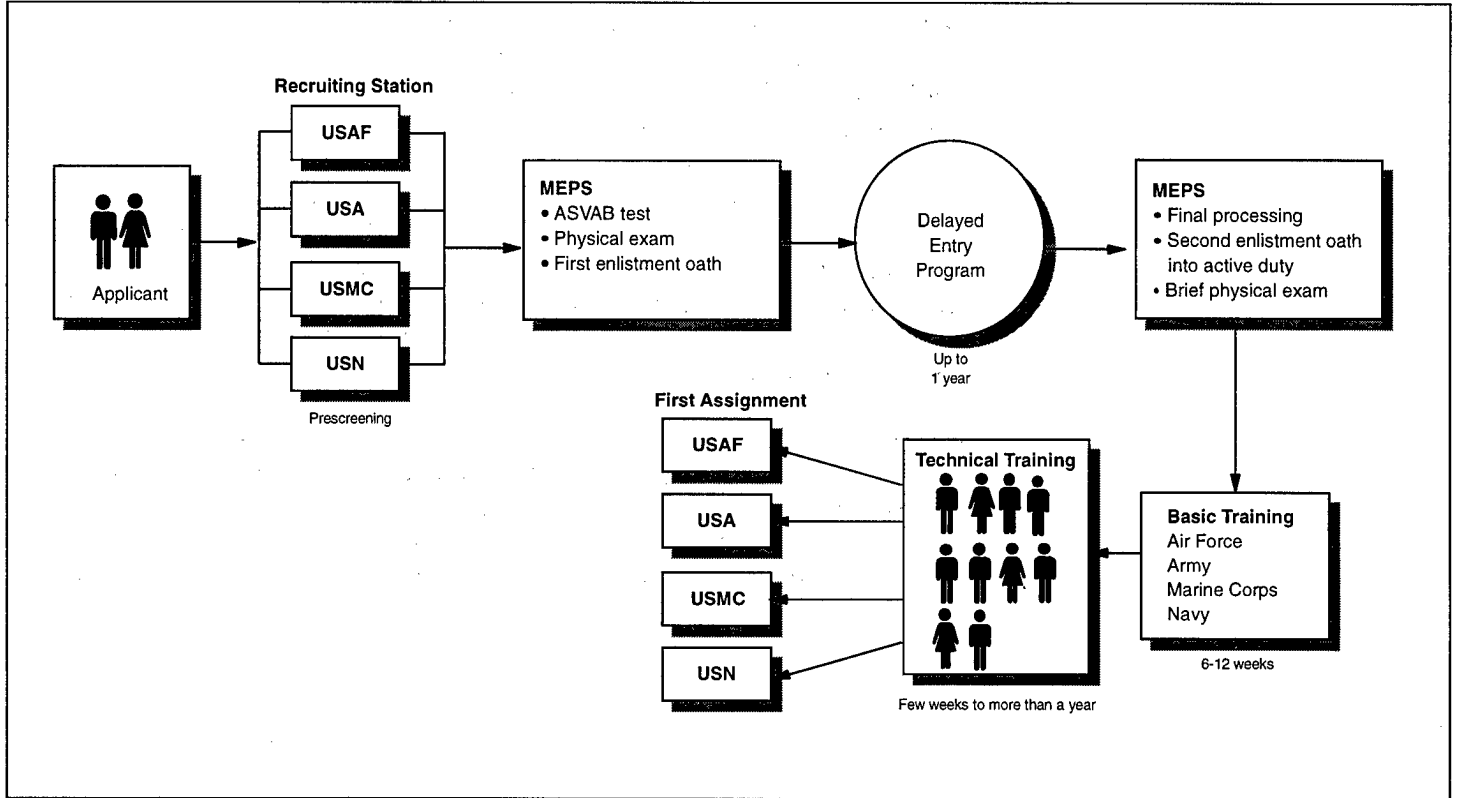 Recruiting Station
USAF
USA
USMC
USN
Prescreening
Applicant
MEPS
• ASVAB test
• Physical exam
• First enlistment oath
Delayed
Entry
Program
Up to
1 year
MEPS
• Final processing
• Second enlistment oath
into active duty
• Brief physical exam
Basic Training
Air Force
Army
Marine Corps
Navy
6-12 weeks
Technical Training
Few weeks to more than a year
First Assignment
USAF
USA
USMC
USN